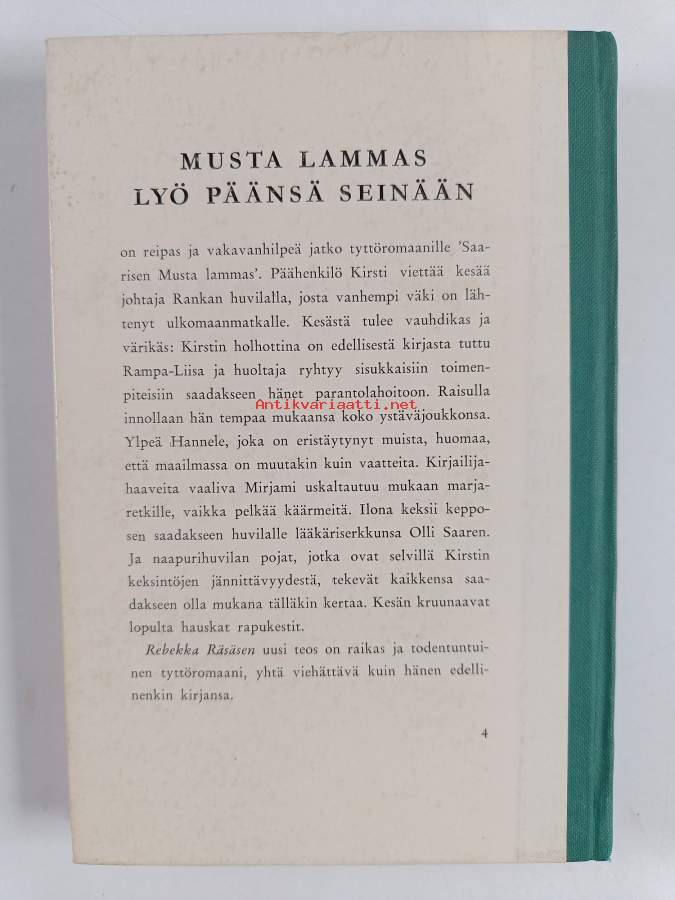 MUSTA LAMMAS
LYÖ PÄÄNSÄ SEINÄÄN
on reipas ja vakavanhilpeä jatko tyttöromaanille 'Saa-
risen Musta lammas'. Päähenkilö Kirsti viettää kesää
johtaja Rankan huvilalla, josta vanhempi väki on läh-
tenyt ulkomaanmatkalle. Kesästä tulee vauhdikas ja
värikäs: Kirstin holhottina on edellisestä kirjasta tuttu
Rampa-Liisa ja huoltaja ryhtyy sisukkaisiin toimen-
piteisiin saadakseen hänet parantolahoitoon. Raisulla
Antikvariaatti.net
innollaan hän tempaa mukaansa koko ystäväjoukkonsa.
Ylpeä Hannele, joka on eristäytynyt muista, huomaa,
että maailmassa on muutakin kuin vaatteita. Kirjailija-
haaveita vaaliva Mirjami uskaltautuu mukaan marja-
retkille, vaikka pelkää käärmeitä. Ilona keksii keppo-
sen saadakseen huvilalle lääkäriserkkunsa Olli Saaren.
Ja naapurihuvilan pojat, jotka ovat selvillä Kirstin
keksintöjen jännittävyydestä, tekevät kaikkensa saa-
dakseen olla mukana tälläkin kertaa. Kesän kruunaavat
lopulta hauskat rapukestit.
Rebekka Räsäsen uusi teos on raikas ja todentuntui-
nen tyttöromaani, yhtä viehättävä kuin hänen edelli-
nenkin kirjansa.
4